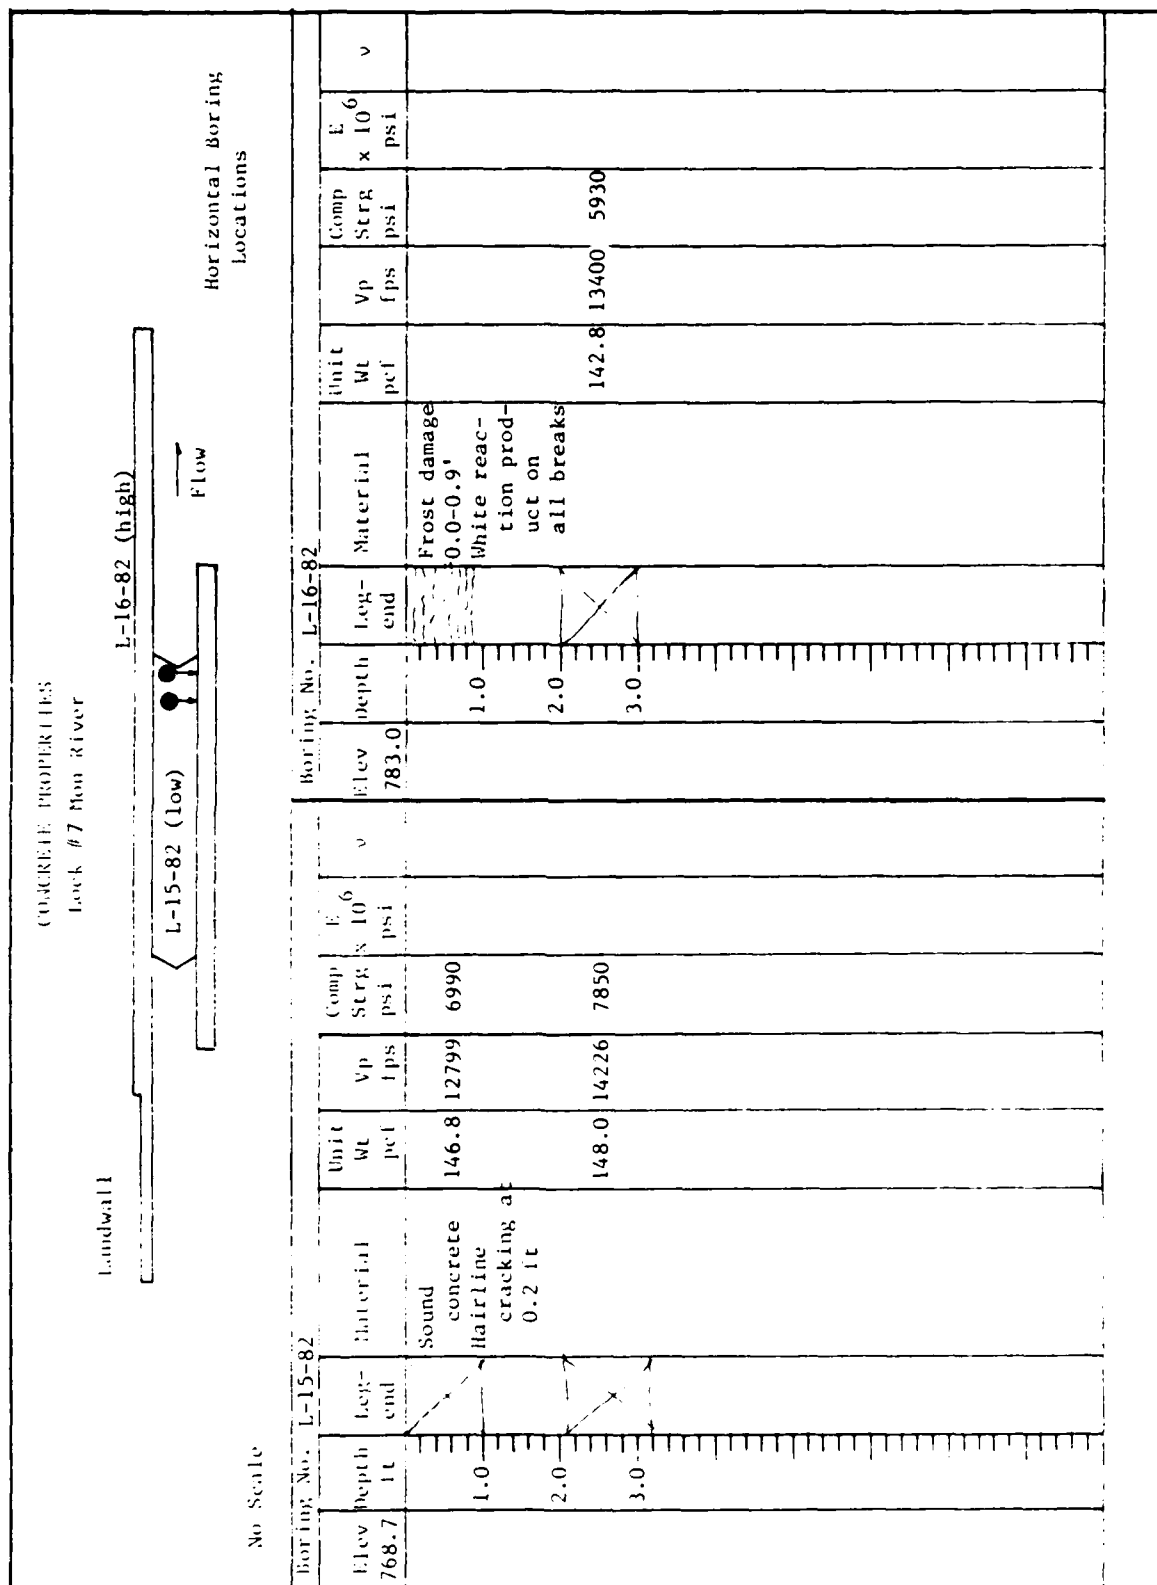 CONCRETE PROPERTIES
Lock #7 Mon River
Landwall
L-16-82 (high)
L-15-82 (low)
Flow
Horizontal Boring
Locations
No Scale
Boring No. L-15-82
Elev Depth Leg- Material Unit Vp Comp E ν
ft end Wt fps Strg x 10^6
pcf psi psi
768.7
Sound
concrete
Hairline
cracking at
0.2 ft
146.8 12799 6990
1.0
148.0 14226 7850
2.0
3.0
Boring No. L-16-82
Elev Depth Leg- Material Unit Vp Comp E ν
end Wt fps Strg x 10^6
pcf psi psi
783.0
Frost damage
0.0-0.9'
White reac-
tion prod-
uct on
all breaks
1.0
142.8 13400 5930
2.0
3.0